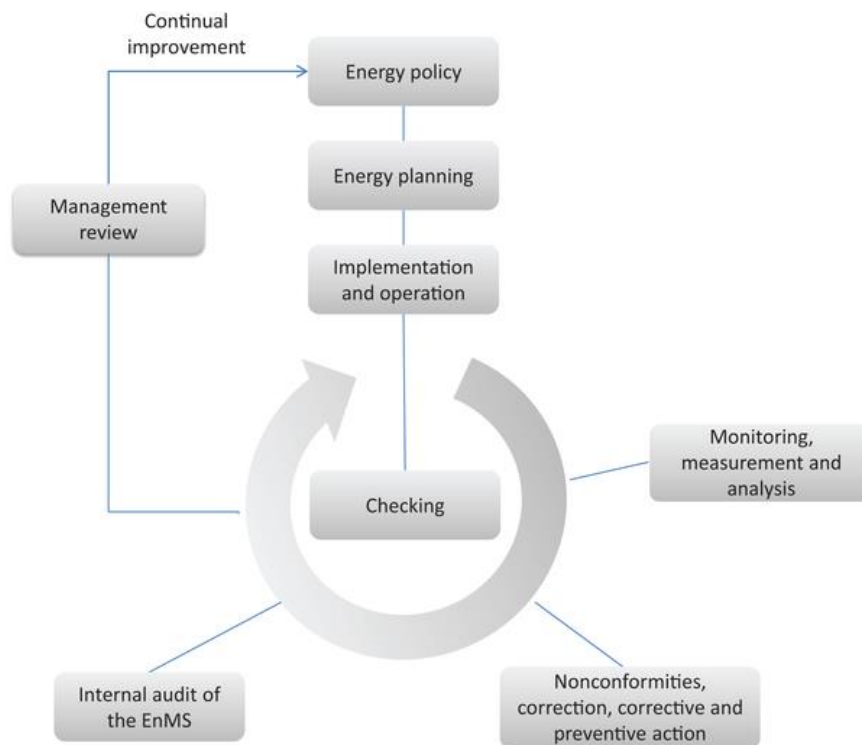 Continual
improvement
Energy policy
Energy planning
Management
review
Implementation
and operation
Monitoring,
measurement and
analysis
Checking
Internal audit of
the EnMS
Nonconformities,
correction, corrective and
preventive action